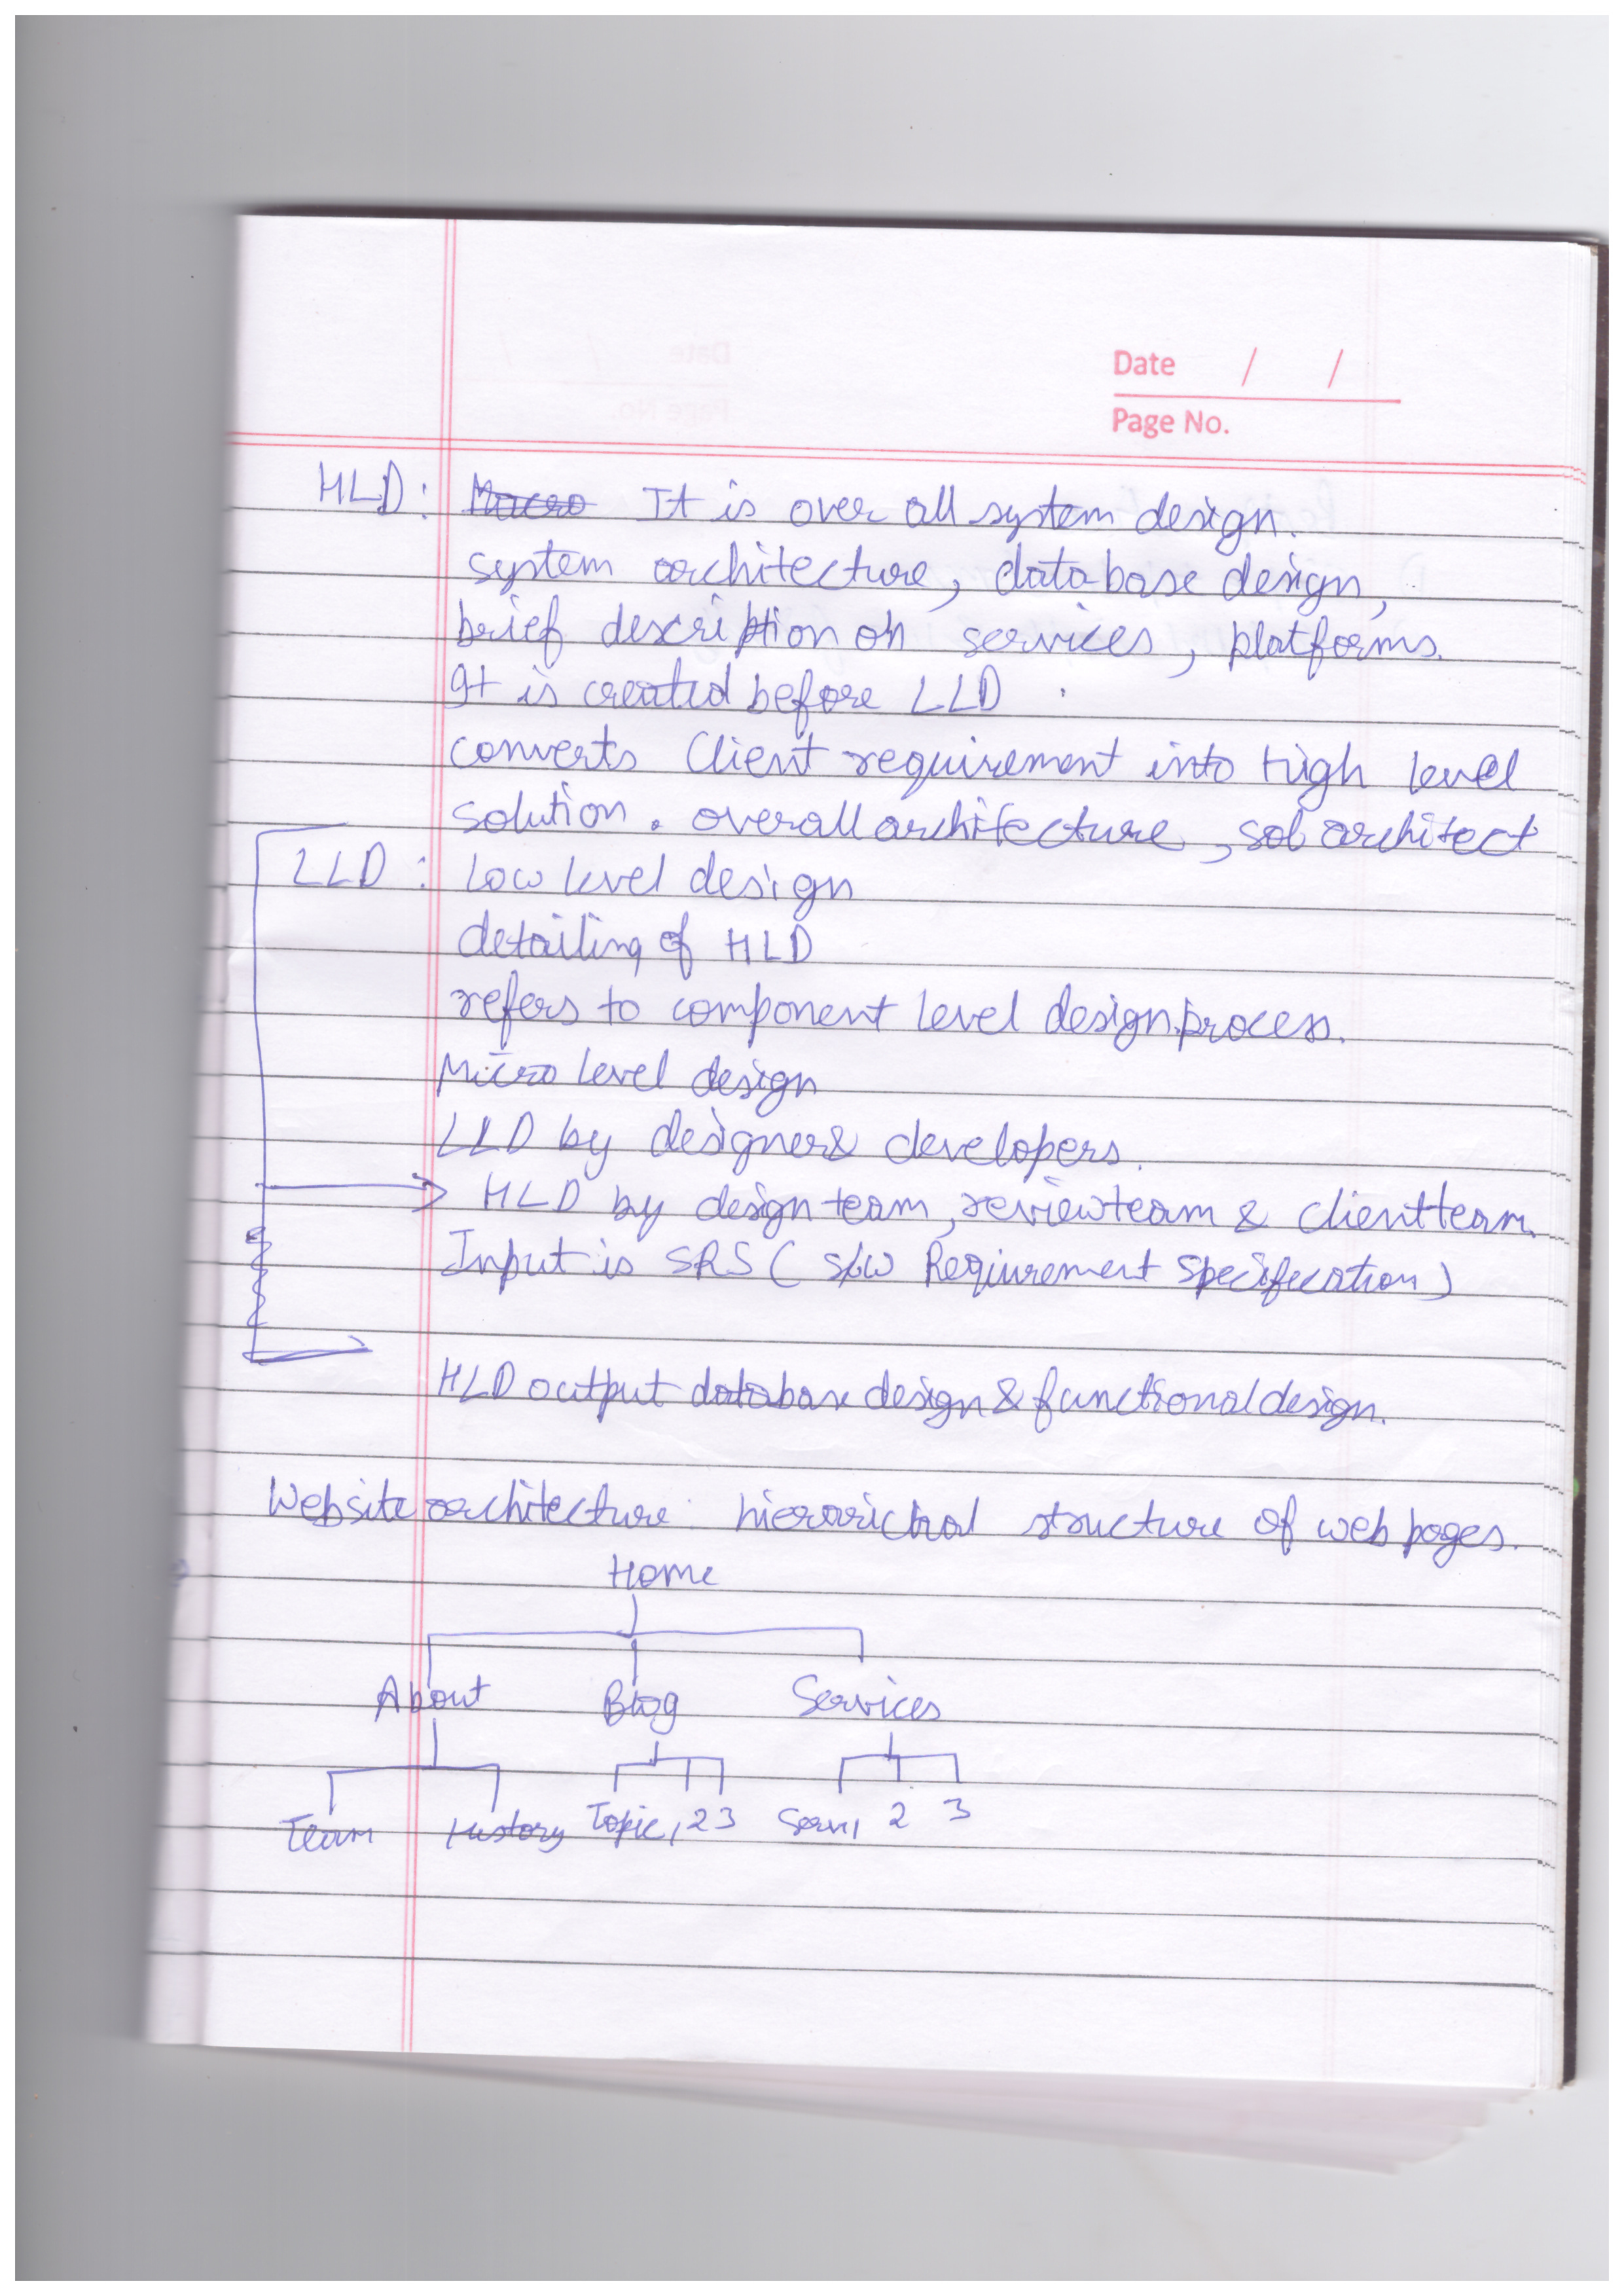 Date / /
Page No.
HLD: Macro It is over all system design.
system architecture, database design,
brief description on services, platforms.
It is created before LLD.
converts Client requirement into high level
solution. overall architecture, sol architect
LLD: Low level design
detailing of HLD
refers to component level design process.
Micro level design
LLD by designers & developers.
HLD by design team, review team & client team.
Input is SRS ( S/W Requirement Specification)
HLD output database design & functional design.
Website architecture: hierarichal structure of web pages.
Home
About Blog Services
Team History Topic1 2 3 Serv1 2 3